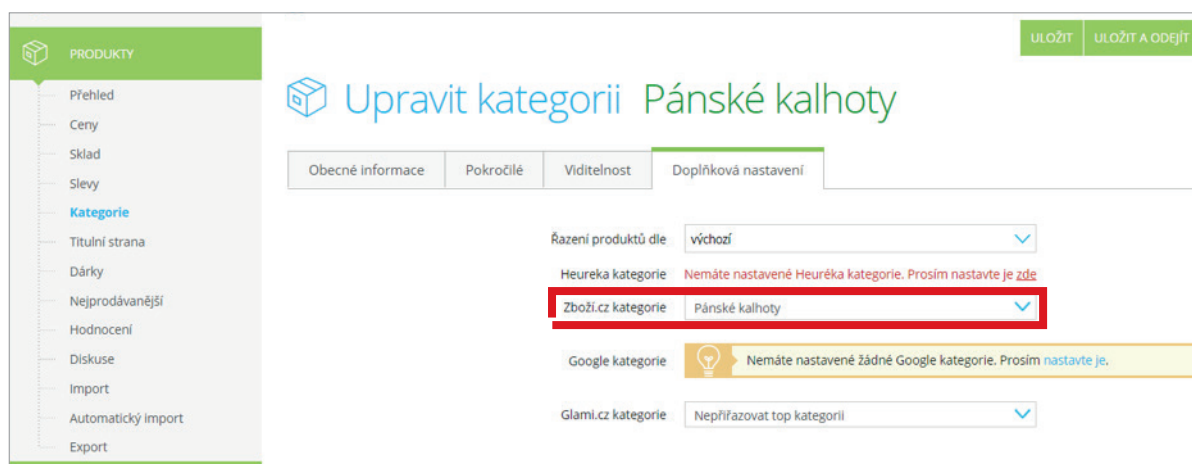 PRODUKTY
Přehled
Ceny
Sklad
Slevy
Kategorie
Titulní strana
Dárky
Nejprodávanější
Hodnocení
Diskuse
Import
Automatický import
Export
ULOŽIT
ULOŽIT A ODEJÍT
Upravit kategorii Pánské kalhoty
Obecné informace
Pokročilé
Viditelnost
Doplňková nastavení
Řazení produktů dle
výchozí
Heureka kategorie
Nemáte nastavené Heuréka kategorie. Prosím nastavte je zde
Zboží.cz kategorie
Pánské kalhoty
Google kategorie
Nemáte nastavené žádné Google kategorie. Prosím nastavte je.
Glami.cz kategorie
Nepřiřazovat top kategorii